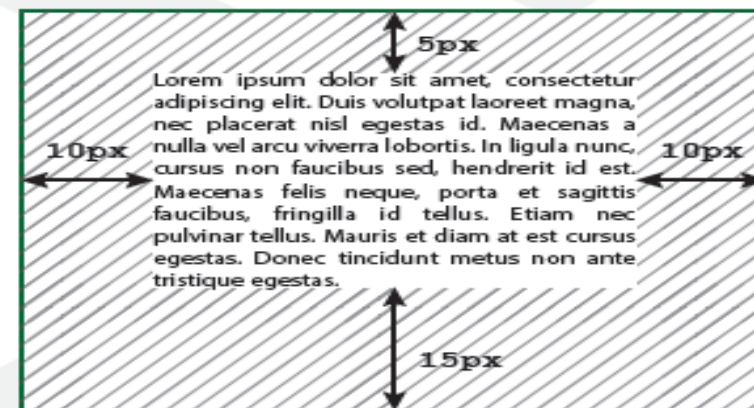 5px
Lorem ipsum dolor sit amet, consectetur
adipiscing elit. Duis volutpat laoreet magna,
nec placerat nisl egestas id. Maecenas a
10px
nulla vel arcu viverra lobortis. In ligula nunc,
10px
cursus non faucibus sed, hendrerit id est.
Maecenas felis neque, porta et sagittis
faucibus, fringilla id tellus. Etiam nec
pulvinar tellus. Mauris et diam at est cursus
egestas. Donec tincidunt metus non ante
tristique egestas.
15px